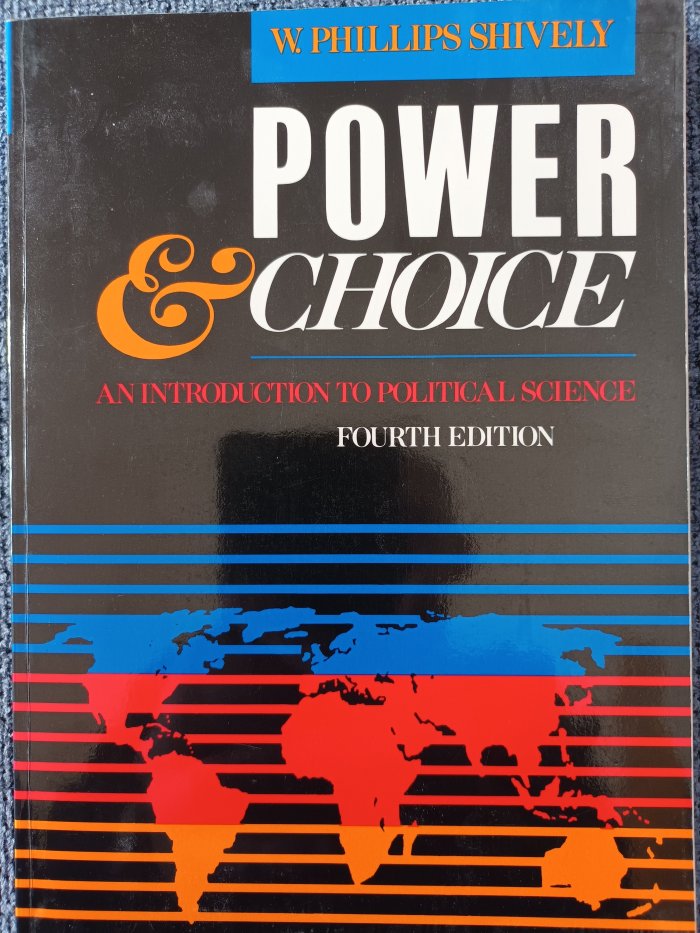 W. PHILLIPS SHIVELY
POWER
& CHOICE
AN INTRODUCTION TO POLITICAL SCIENCE
FOURTH EDITION